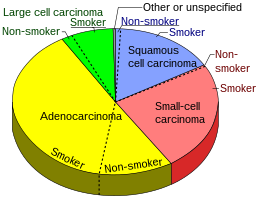 Other or unspecified
Large cell carcinoma
Smoker
Non-smoker
Non-smoker
Smoker
Squamous
cell carcinoma
Non-
smoker
Smoker
Small-cell
carcinoma
Adenocarcinoma
Smoker
Non-smoker